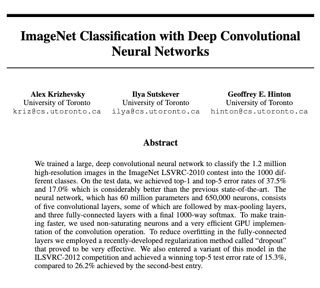 ImageNet Classification with Deep Convolutional
Neural Networks
Alex Krizhevsky Ilya Sutskever Geoffrey E. Hinton
University of Toronto University of Toronto University of Toronto
kriz@cs.utoronto.ca ilya@cs.utoronto.ca hinton@cs.utoronto.ca
Abstract
We trained a large, deep convolutional neural network to classify the 1.2 million
high-resolution images in the ImageNet LSVRC-2010 contest into the 1000 dif-
ferent classes. On the test data, we achieved top-1 and top-5 error rates of 37.5%
and 17.0% which is considerably better than the previous state-of-the-art. The
neural network, which has 60 million parameters and 650,000 neurons, consists
of five convolutional layers, some of which are followed by max-pooling layers,
and three fully-connected layers with a final 1000-way softmax. To make train-
ing faster, we used non-saturating neurons and a very efficient GPU implemen-
tation of the convolution operation. To reduce overfitting in the fully-connected
layers we employed a recently-developed regularization method called “dropout”
that proved to be very effective. We also entered a variant of this model in the
ILSVRC-2012 competition and achieved a winning top-5 test error rate of 15.3%,
compared to 26.2% achieved by the second-best entry.